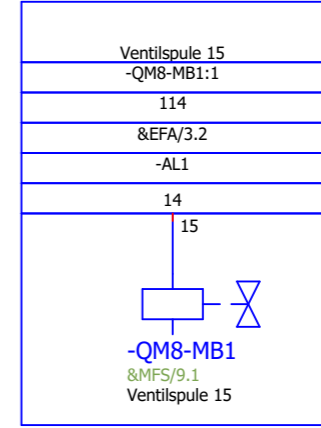 Ventilspule 15
-QM8-MB1:1
114
&EFA/3.2
-AL1
14
15
-QM8-MB1
&MFS/9.1
Ventilspule 15